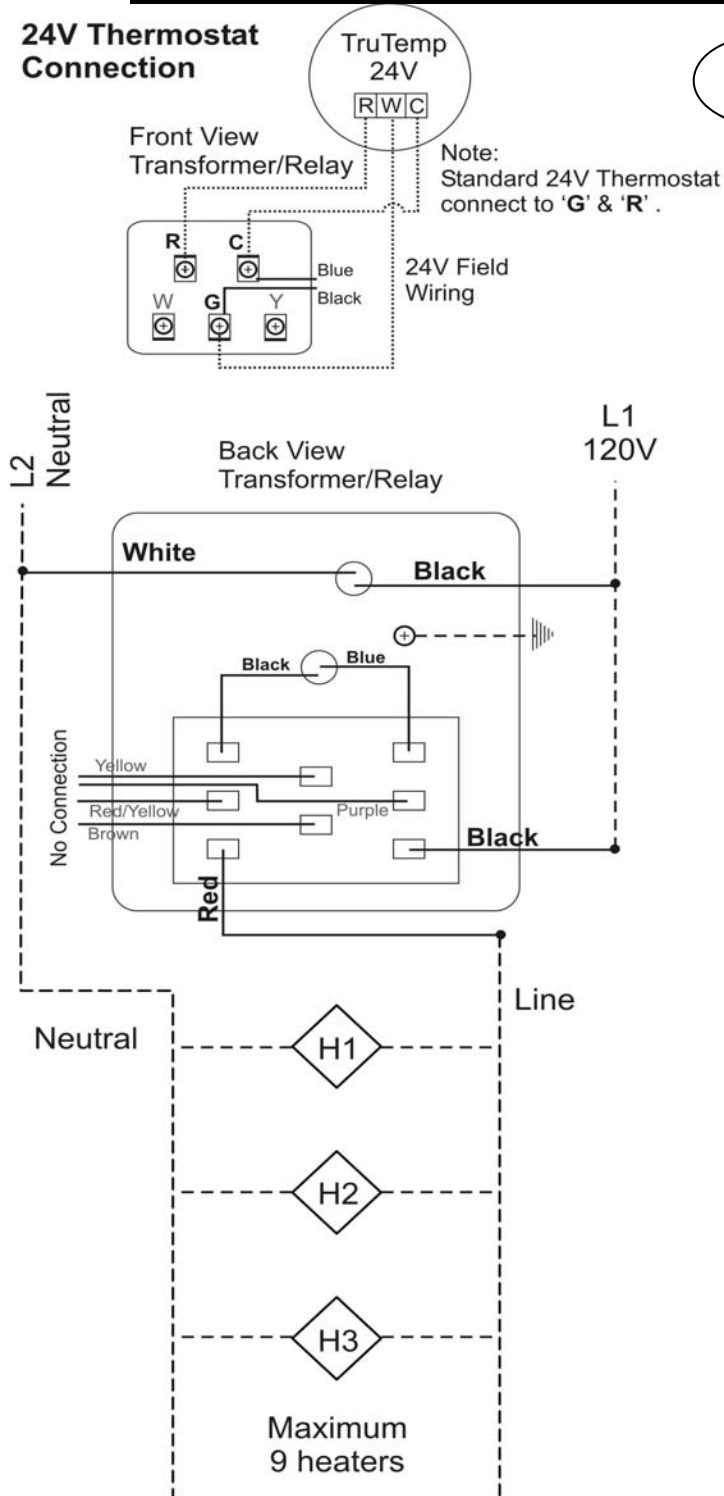 24V Thermostat
Connection
TruTemp
24V
R W C
Front View
Transformer/Relay
Note:
Standard 24V Thermostat
connect to 'G' & 'R' .
R C
Blue
W G Y
Black
24V Field
Wiring
L2
Neutral
Back View
Transformer/Relay
L1
120V
White
Black
Black Blue
No Connection
Yellow
Red/Yellow
Purple
Brown
Black
Red
Line
Neutral
H1
H2
H3
Maximum
9 heaters